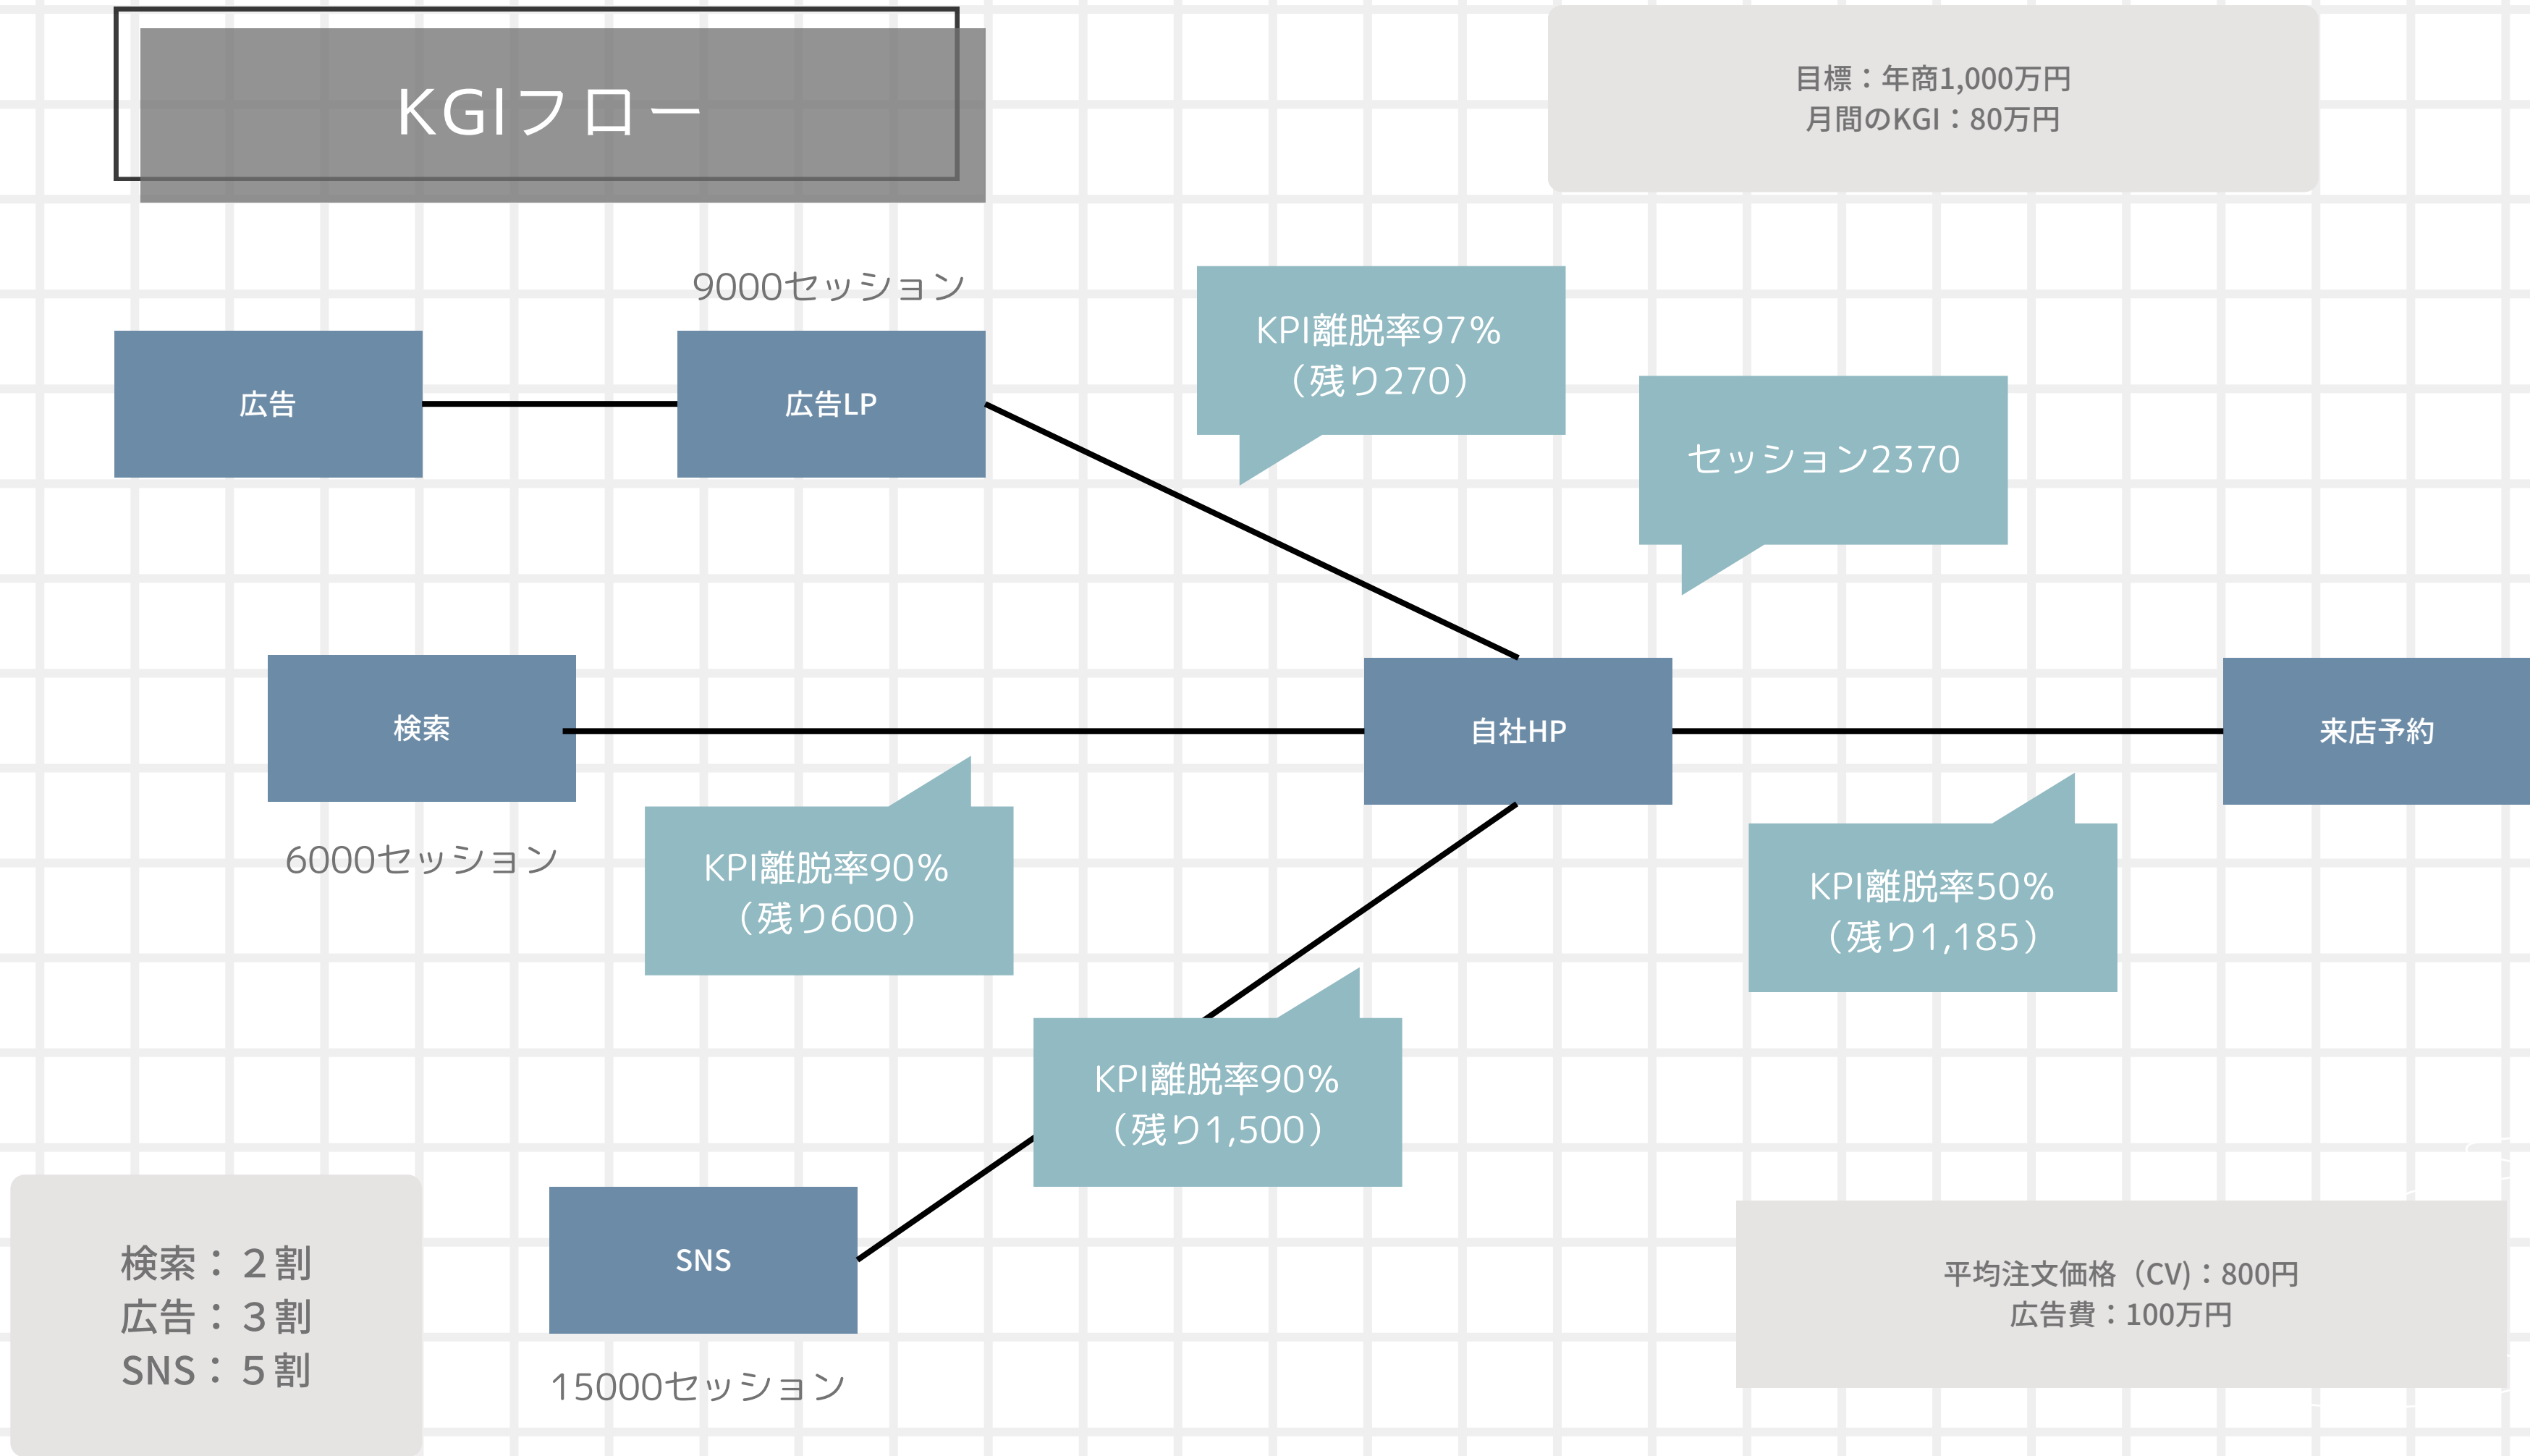 KGIフロー
目標：年商1,000万円
月間のKGI：80万円
9000セッション
KPI離脱率97%
（残り270）
広告
広告LP
セッション2370
検索
自社HP
来店予約
6000セッション
KPI離脱率90%
（残り600）
KPI離脱率50%
（残り1,185）
KPI離脱率90%
（残り1,500）
SNS
15000セッション
検索：２割
広告：３割
SNS：５割
平均注文価格（CV)：800円
広告費：100万円